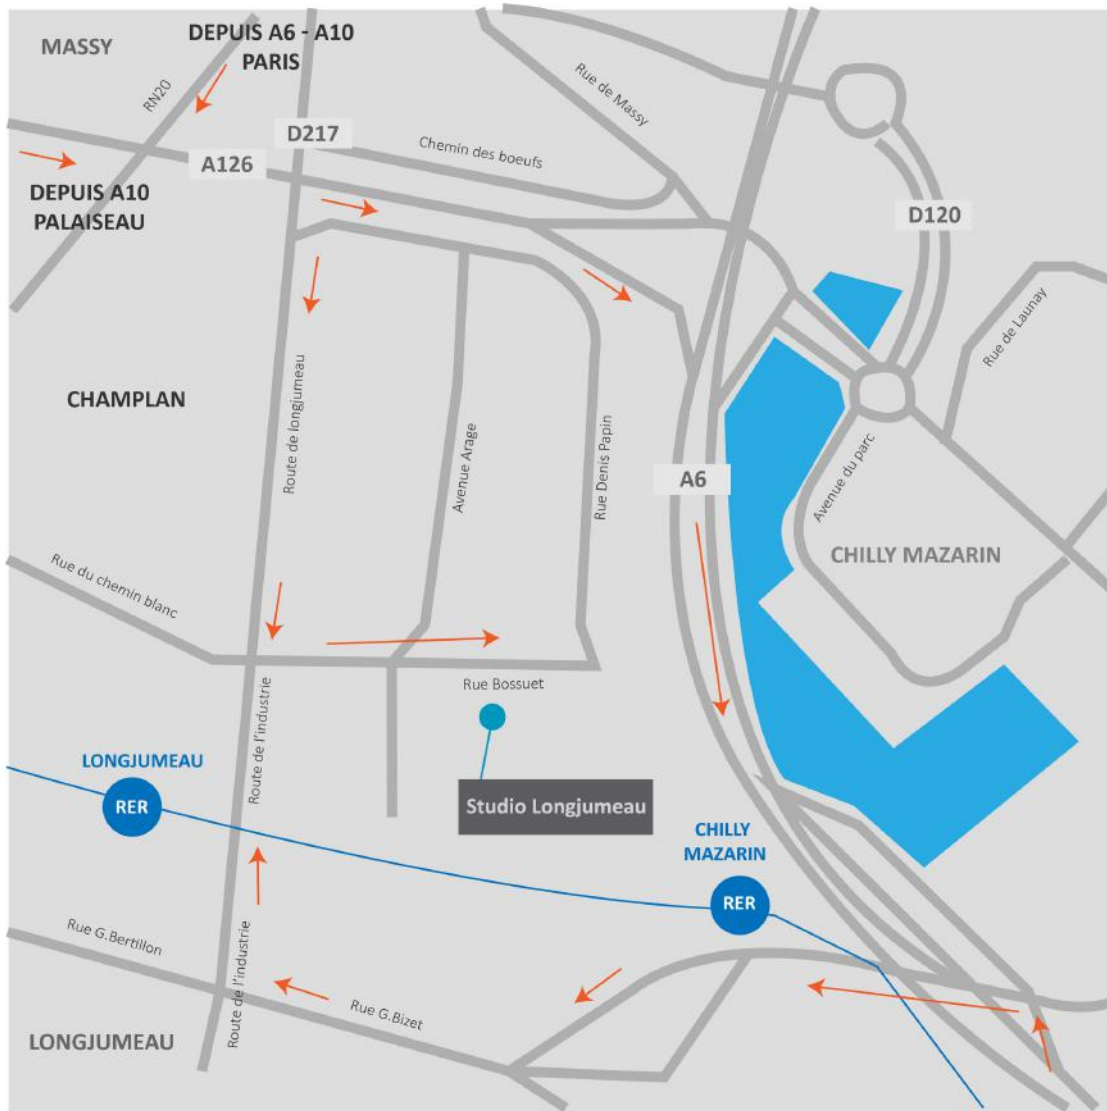 MASSY
DEPUIS A6 - A10
PARIS
RN20
Rue de Massy
D217
Chemin des boeufs
A126
DEPUIS A10
PALAISEAU
D120
Rue de Launay
CHAMPLAN
Route de longjumeau
Avenue Arage
Rue Denis Papin
A6
Avenue du parc
CHILLY MAZARIN
Rue du chemin blanc
Rue Bossuet
Route de l'industrie
LONGJUMEAU
RER
Studio Longjumeau
CHILLY
MAZARIN
RER
Rue G.Bertillon
Route de l'industrie
Rue G.Bizet
LONGJUMEAU